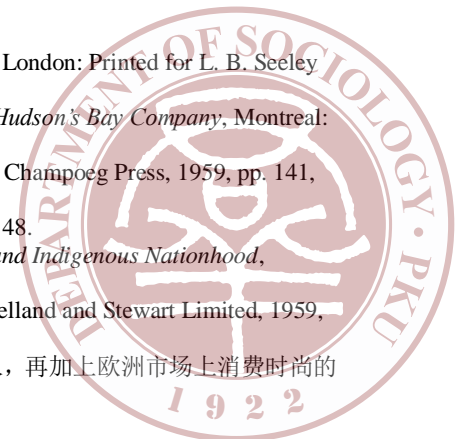 London: Printed for L. B. Seeley
Hudson's Bay Company, Montreal:
Champoeg Press, 1959, pp. 141,
48.
and Indigenous Nationhood,
elland and Stewart Limited, 1959,
，再加上欧洲市场上消费时尚的
DEPARTMENT OF SOCIOLOGY · PKU
1922